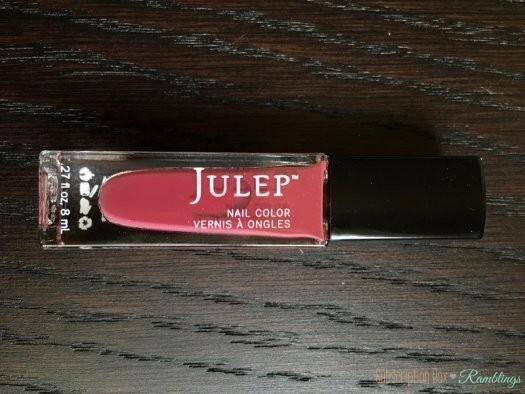 JULEP™
NAIL COLOR
VERNIS À ONGLES
.27 fl oz. 8 ml
Subscription Box
Ramblings